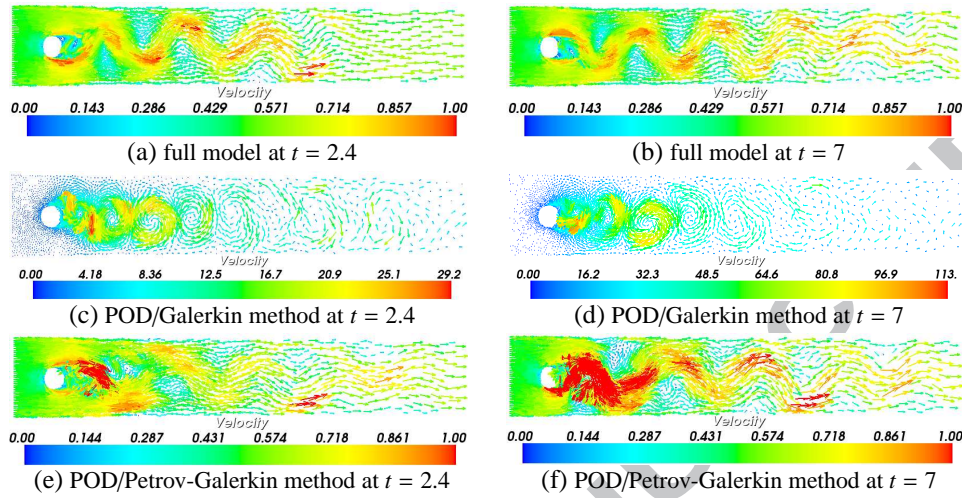 Velocity
0.00 0.143 0.286 0.429 0.571 0.714 0.857 1.00
(a) full model at t = 2.4
Velocity
0.00 0.143 0.286 0.429 0.571 0.714 0.857 1.00
(b) full model at t = 7
Velocity
0.00 4.18 8.36 12.5 16.7 20.9 25.1 29.2
(c) POD/Galerkin method at t = 2.4
Velocity
0.00 16.2 32.3 48.5 64.6 80.8 96.9 113.
(d) POD/Galerkin method at t = 7
Velocity
0.00 0.144 0.287 0.431 0.574 0.718 0.861 1.00
(e) POD/Petrov-Galerkin method at t = 2.4
Velocity
0.00 0.144 0.287 0.431 0.574 0.718 0.861 1.00
(f) POD/Petrov-Galerkin method at t = 7